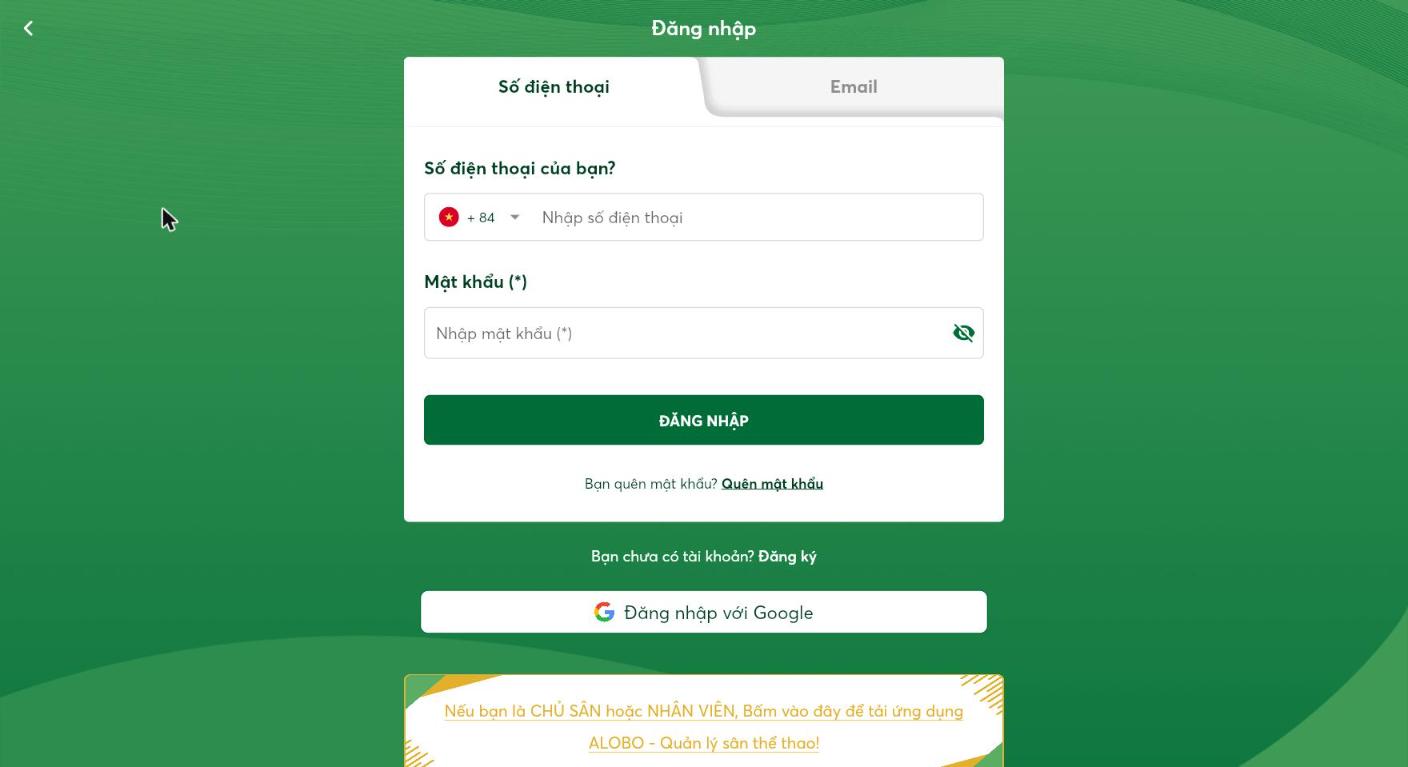 Đăng nhập
Số điện thoại
Email
Số điện thoại của bạn?
+ 84
Nhập số điện thoại
Mật khẩu (*)
Nhập mật khẩu (*)
ĐĂNG NHẬP
Bạn quên mật khẩu? Quên mật khẩu
Bạn chưa có tài khoản? Đăng ký
Đăng nhập với Google
Nếu bạn là CHỦ SÂN hoặc NHÂN VIÊN, Bấm vào đây để tải ứng dụng
ALOBO - Quản lý sân thể thao!